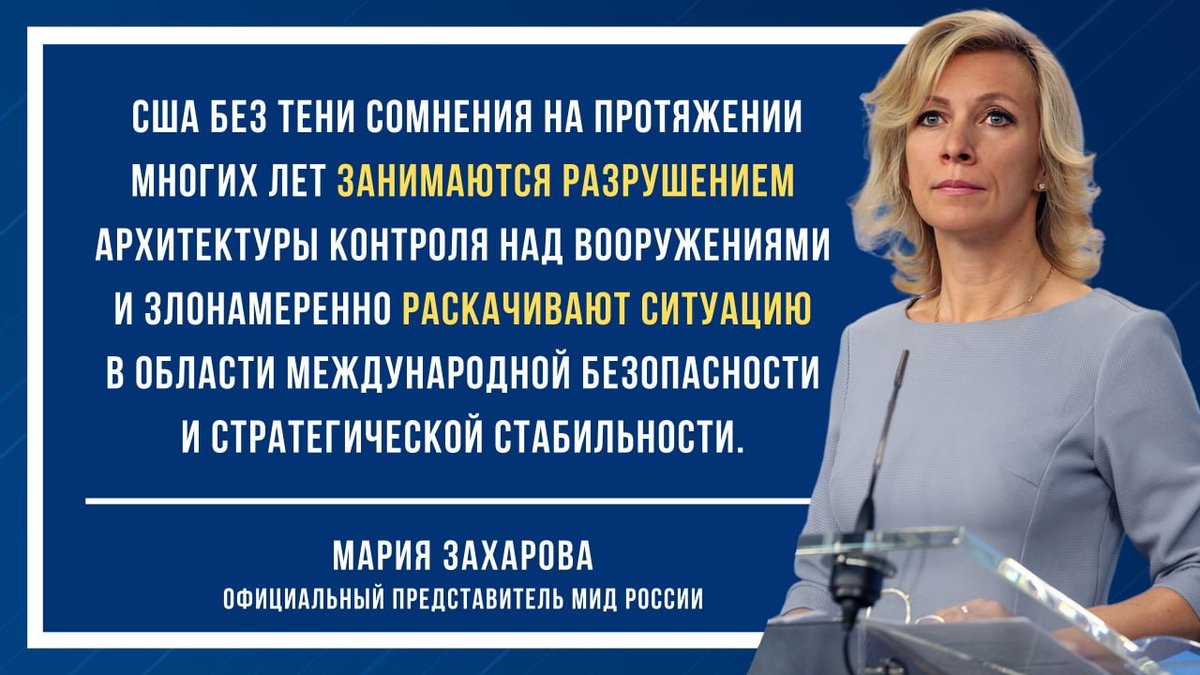 США БЕЗ ТЕНИ СОМНЕНИЯ НА ПРОТЯЖЕНИИ
МНОГИХ ЛЕТ ЗАНИМАЮТСЯ РАЗРУШЕНИЕМ
АРХИТЕКТУРЫ КОНТРОЛЯ НАД ВООРУЖЕНИЯМИ
И ЗЛОНАМЕРЕННО РАСКАЧИВАЮТ СИТУАЦИЮ
В ОБЛАСТИ МЕЖДУНАРОДНОЙ БЕЗОПАСНОСТИ
И СТРАТЕГИЧЕСКОЙ СТАБИЛЬНОСТИ.
МАРИЯ ЗАХАРОВА
ОФИЦИАЛЬНЫЙ ПРЕДСТАВИТЕЛЬ МИД РОССИИ